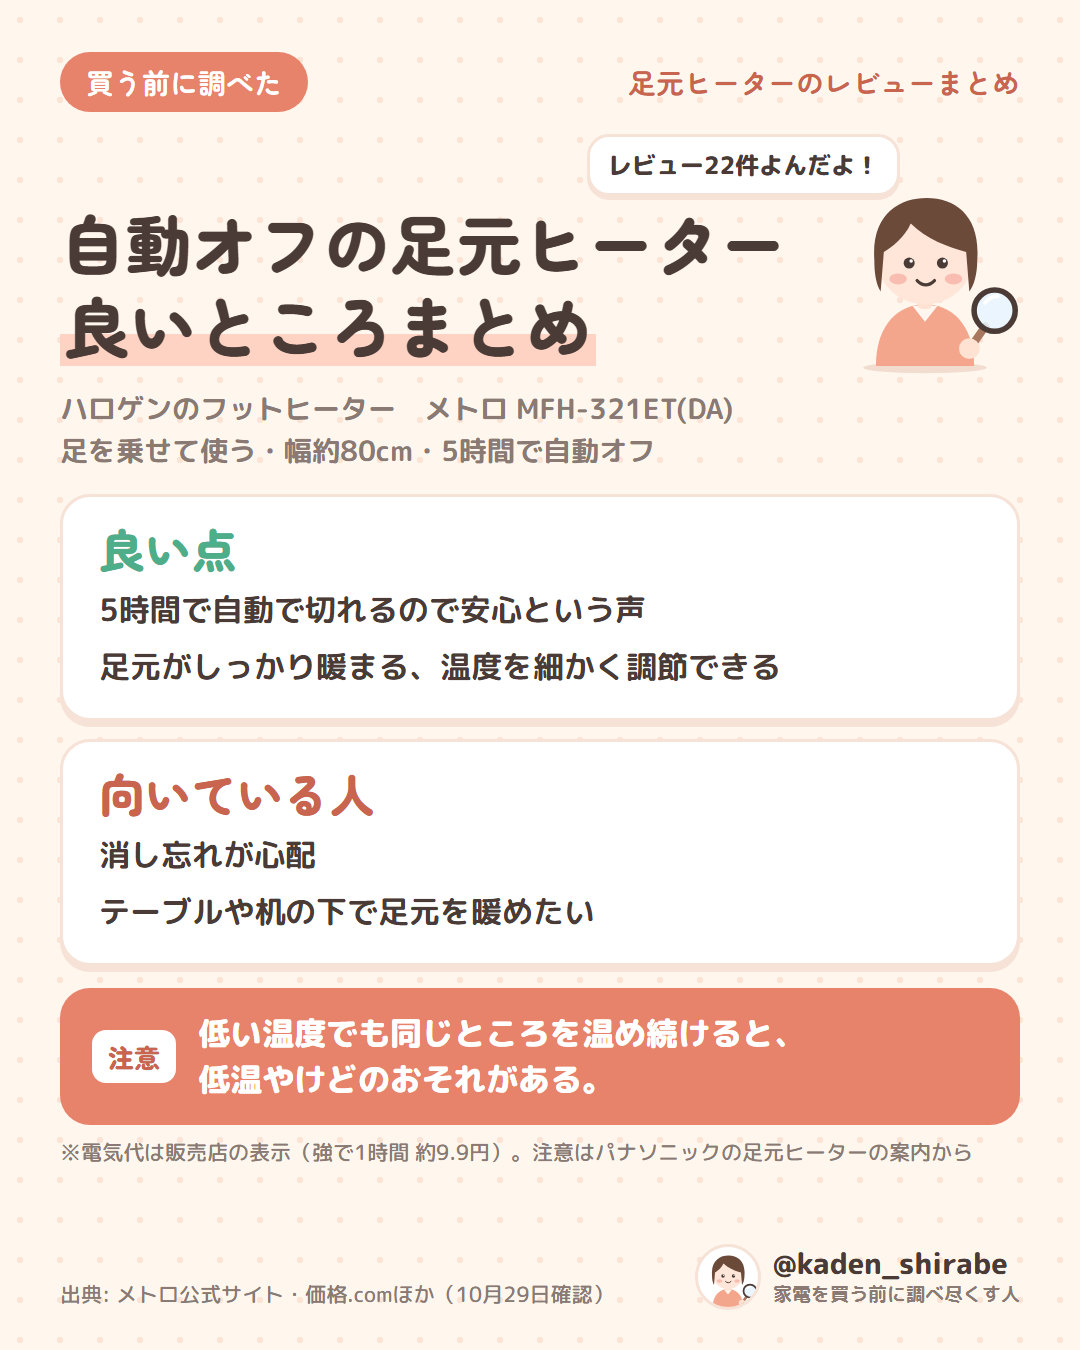 買う前に調べた
足元ヒーターのレビューまとめ
レビュー22件よんだよ！
自動オフの足元ヒーター
良いところまとめ
ハロゲンのフットヒーター　メトロ MFH-321ET(DA)
足を乗せて使う・幅約80cm・5時間で自動オフ
良い点
5時間で自動で切れるので安心という声
足元がしっかり暖まる、温度を細かく調節できる
向いている人
消し忘れが心配
テーブルや机の下で足元を暖めたい
注意
低い温度でも同じところを温め続けると、
低温やけどのおそれがある。
※電気代は販売店の表示（強で1時間 約9.9円）。注意はパナソニックの足元ヒーターの案内から
出典: メトロ公式サイト・価格.comほか（10月29日確認）
@kaden_shirabe
家電を買う前に調べ尽くす人